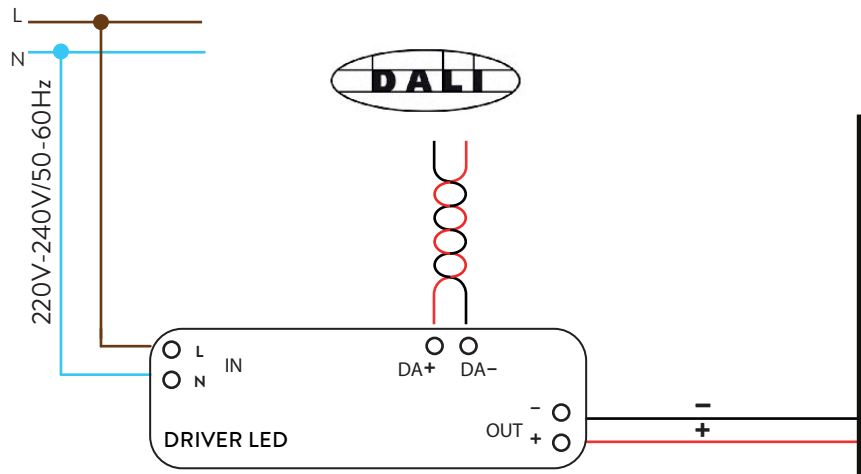 L
N
220V-240V/50-60Hz
DALI
L
IN
N
DA+ DA−
−
OUT +
DRIVER LED
−
+